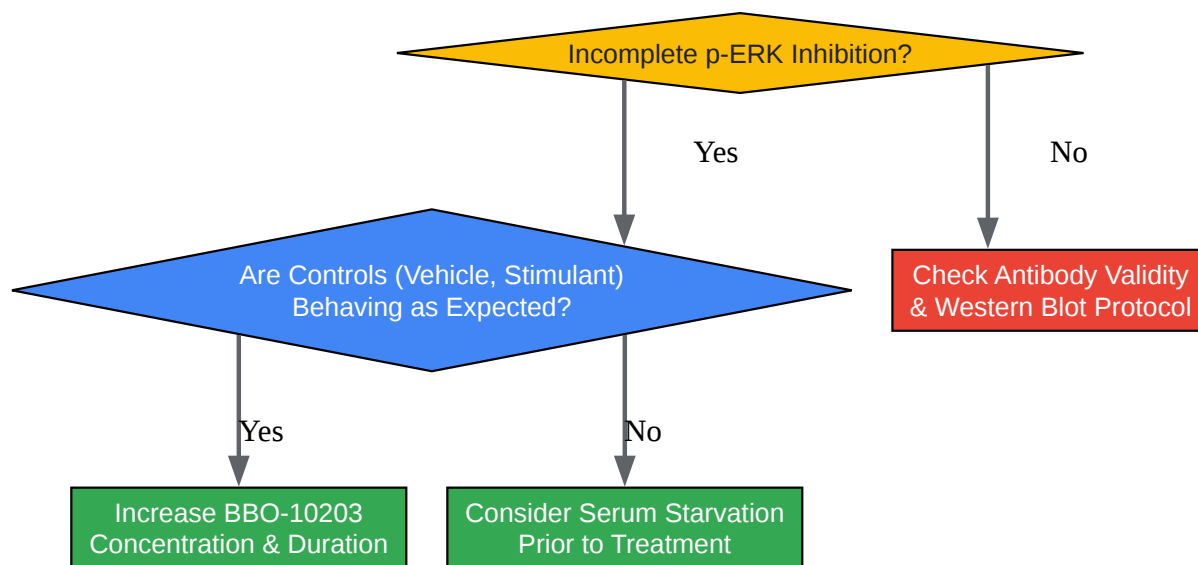 Incomplete p-ERK Inhibition?
Yes
No
Are Controls (Vehicle, Stimulant)
Behaving as Expected?
Check Antibody Validity
& Western Blot Protocol
Yes
No
Increase BBO-10203
Concentration & Duration
Consider Serum Starvation
Prior to Treatment